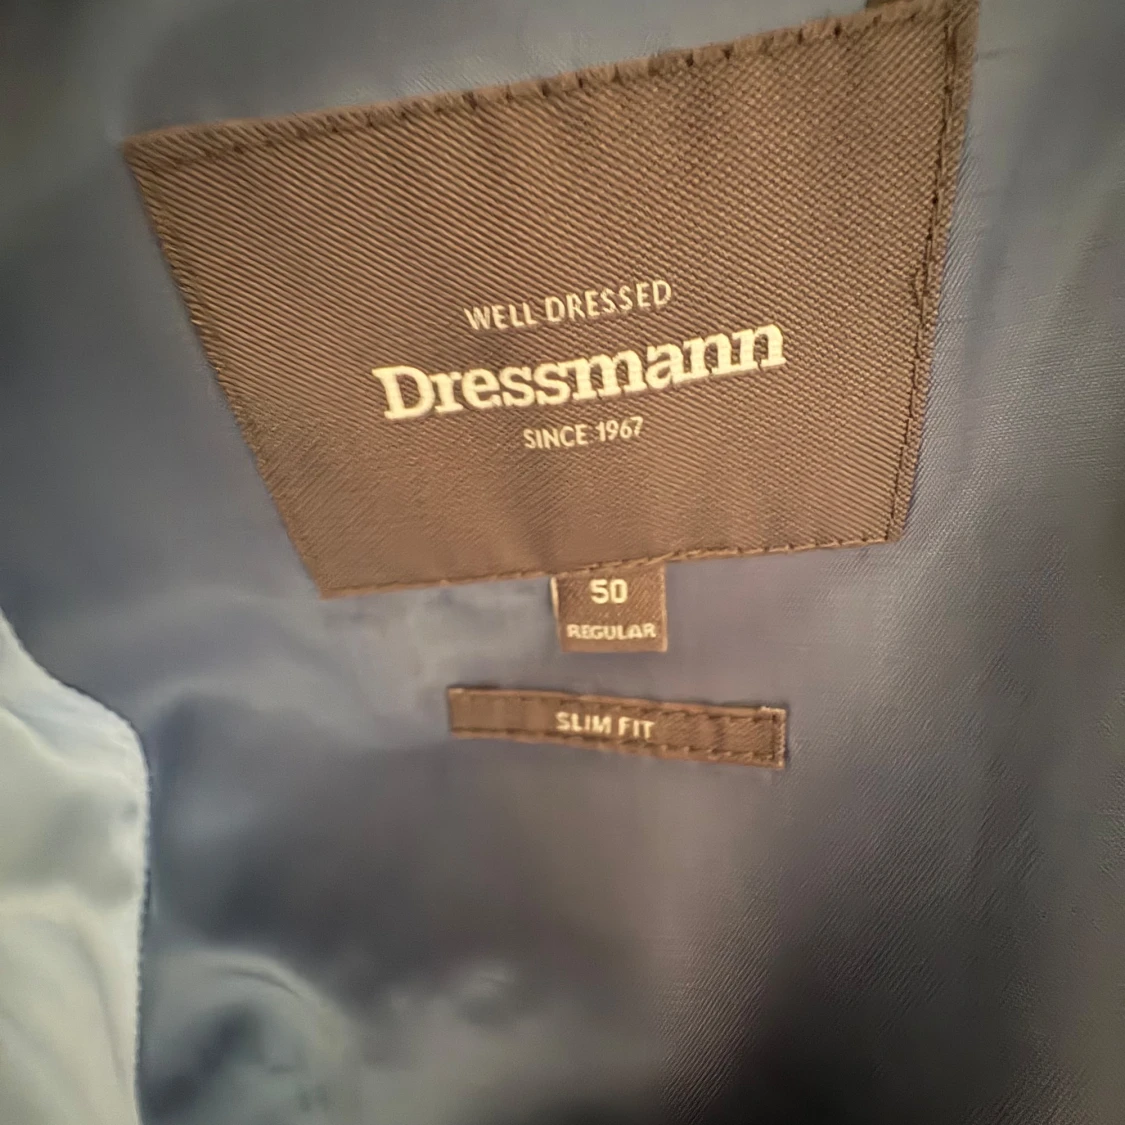 WELL DRESSED
Dressmann
SINCE 1967
50
REGULAR
SLIM FIT